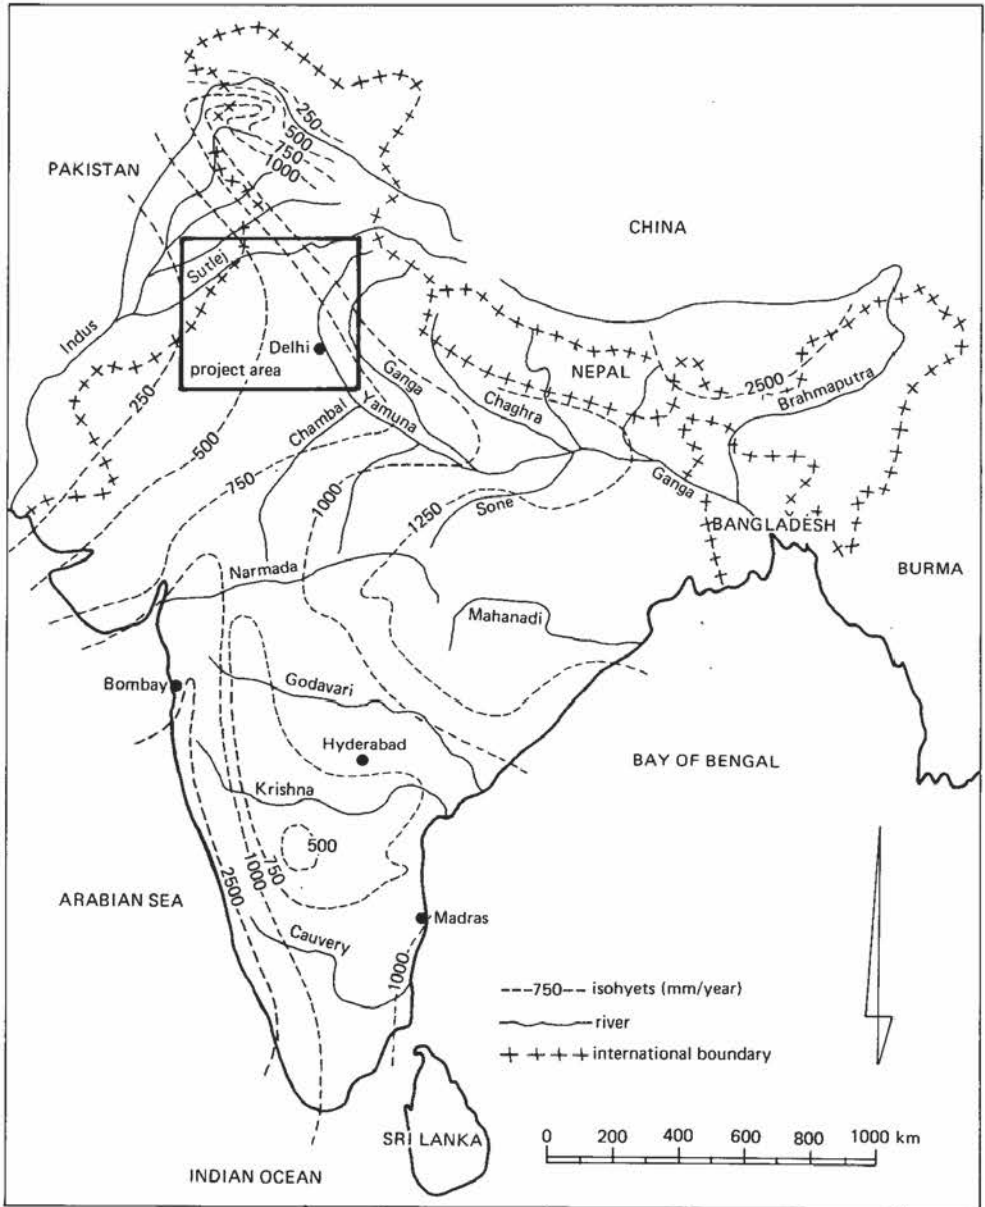 250
500
750
1000
PAKISTAN
CHINA
Sutlej
Indus
Delhi
project area
NEPAL
2500
Brahmaputra
Ganga
Chaghra
Yamuna
Chambal
250
500
750
1000
1250
Sone
Ganga
BANGLADESH
BURMA
Narmada
Mahanadi
Bombay
Godavari
Hyderabad
BAY OF BENGAL
Krishna
500
750
1000
2500
ARABIAN SEA
Madras
Cauvery
1000
750 isohyets (mm/year)
river
international boundary
SRI LANKA
0 200 400 600 800 1000 km
INDIAN OCEAN